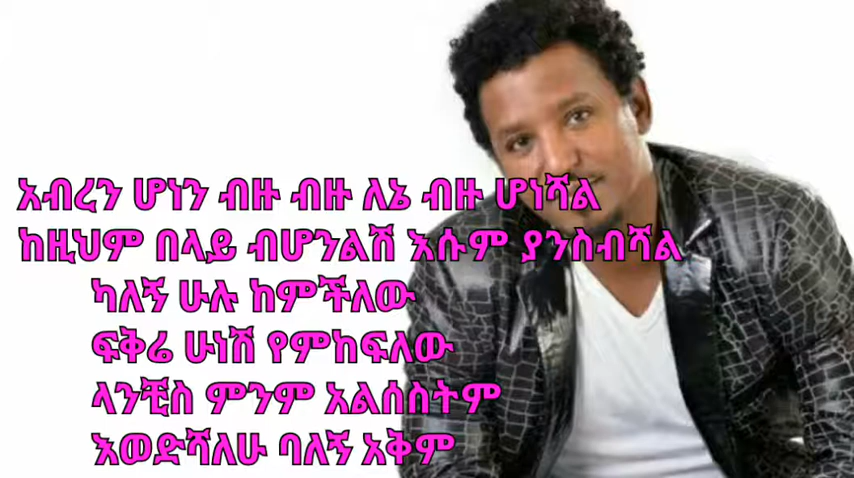 አብረን ሆነን ብዙ ብዙ ለኔ ብዙ ሆነሻል
ከዚህም በላይ ብሆንልሽ እሱም ያንስብሻል
ካለኝ ሁሉ ከምችለው
ፍቅሬ ሁነሽ የምከፍለው
ላንቺስ ምንም አልሰስትም
እወድሻለሁ ባለኝ አቅም